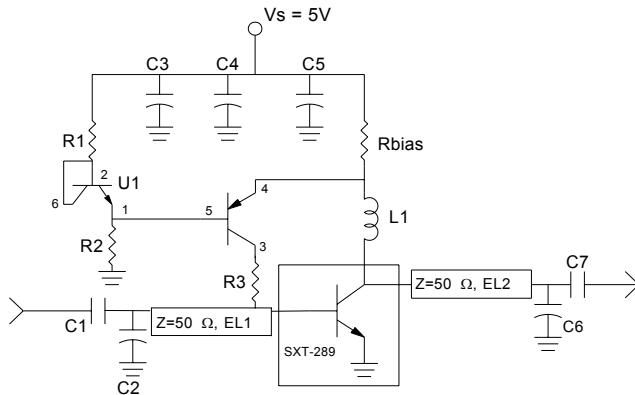 Vs = 5V
C3
C4
C5
R1
Rbias
2
U1
6
1
5
4
L1
R2
3
R3
C7
Z=50 Ω, EL1
Z=50 Ω, EL2
C1
C6
SXT-289
C2